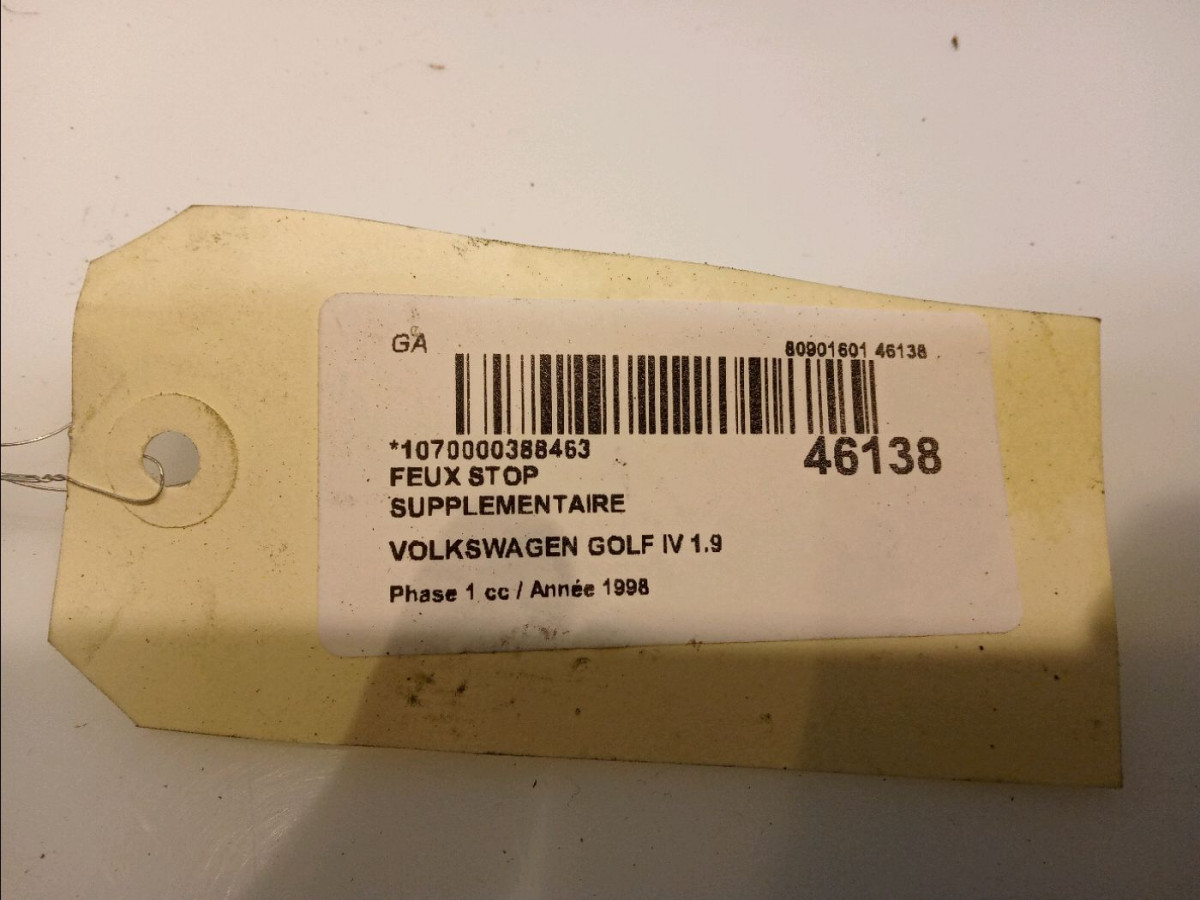 GA
80901601 46138
*1070000388463
46138
FEUX STOP
SUPPLEMENTAIRE
VOLKSWAGEN GOLF IV 1.9
Phase 1 cc / Année 1998